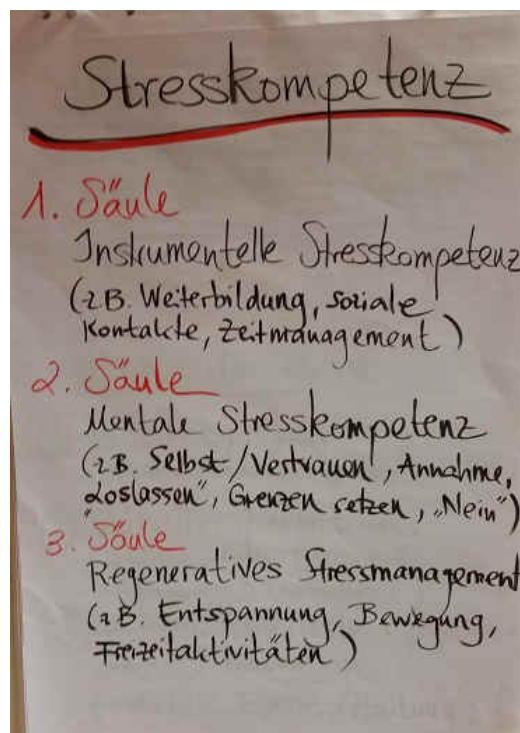 Stresskompetenz
1. Säule
Instrumentelle Stresskompetenz
(z.B. Weiterbildung, soziale
Kontakte, Zeitmanagement)
2. Säule
Mentale Stresskompetenz
(z.B. Selbst/Vertrauen, Annahme,
„Loslassen", Grenzen setzen, „Nein")
3. Säule
Regeneratives Stressmanagement
(z.B. Entspannung, Bewegung,
Freizeitaktivitäten)